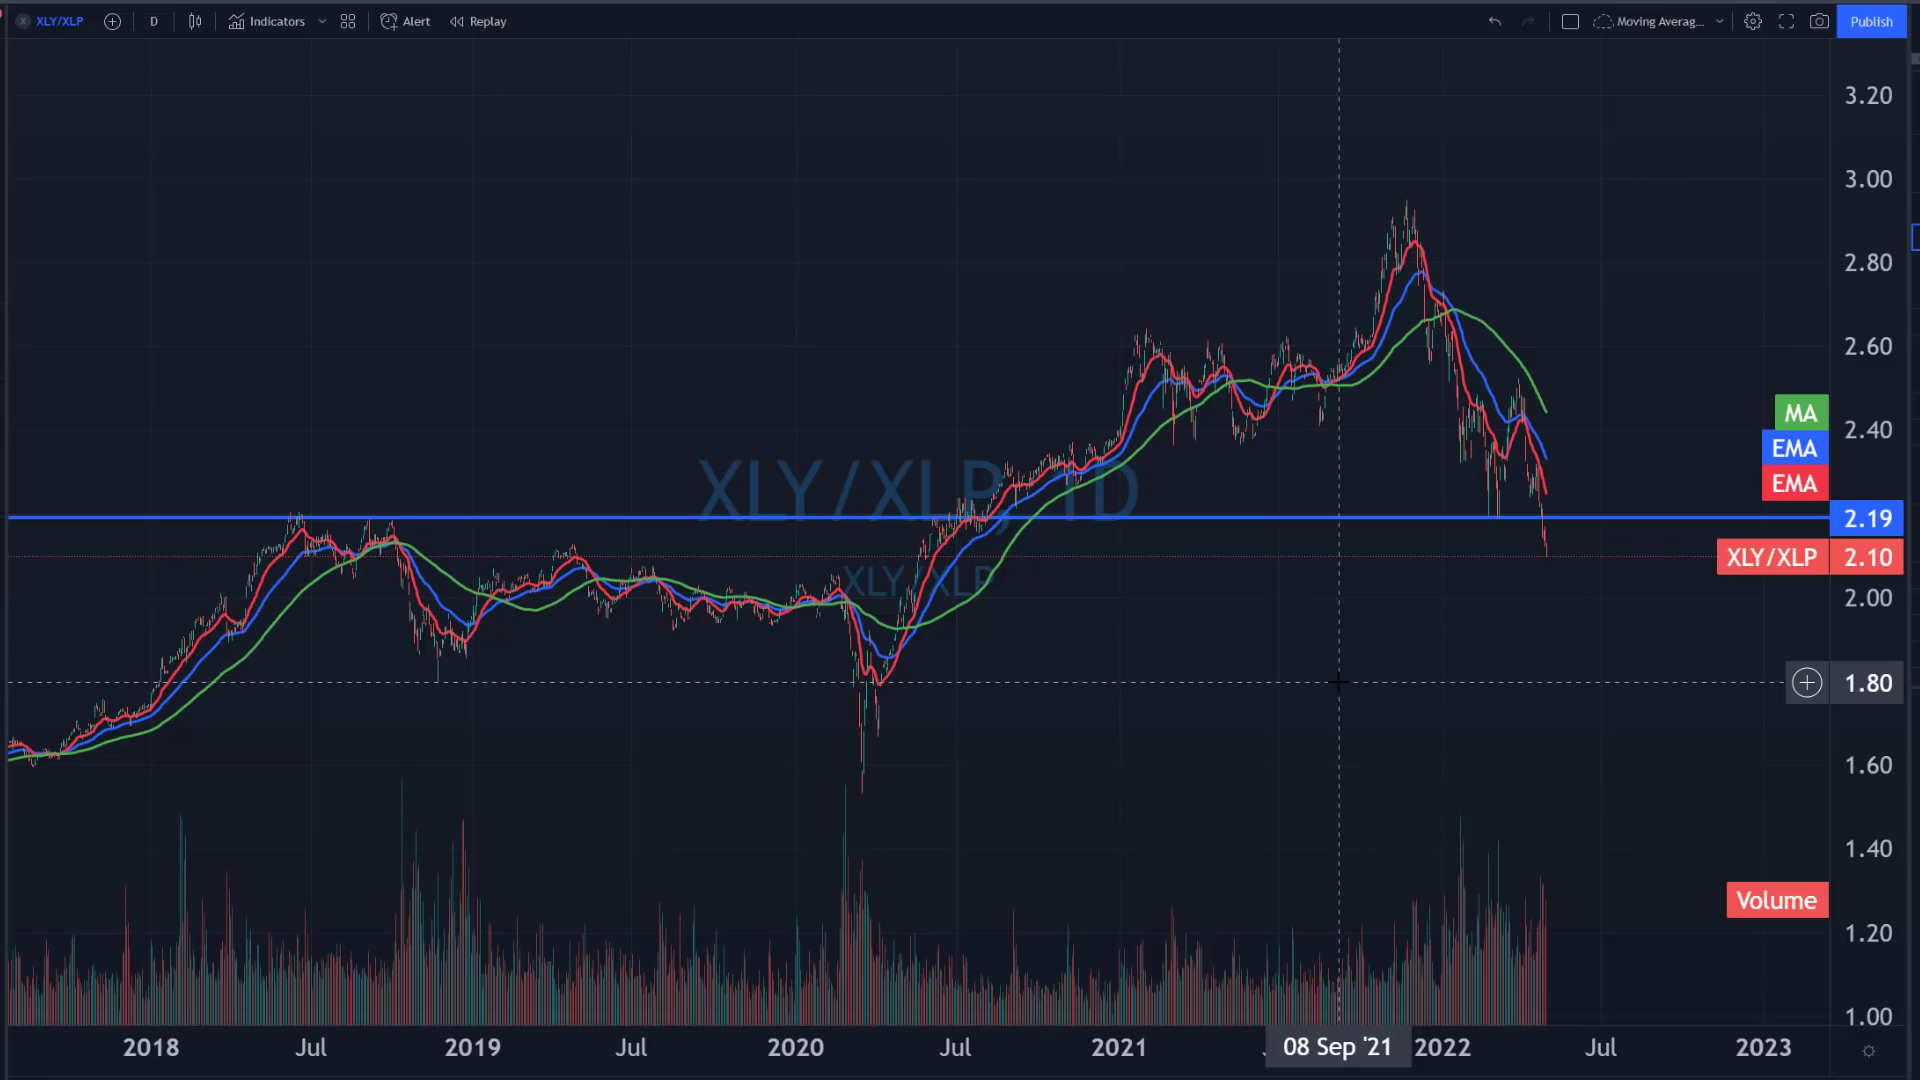 XLY/XLP D Indicators Alert Replay Moving Averag... Publish
3.20
3.00
2.80
2.60
MA
2.40
EMA
EMA
XLY/XLP, 1D
2.19
XLY/XLP 2.10
XLY/XLP
2.00
1.80
1.60
1.40
Volume
1.20
1.00
2018 Jul 2019 Jul 2020 Jul 2021 08 Sep '21 2022 Jul 2023